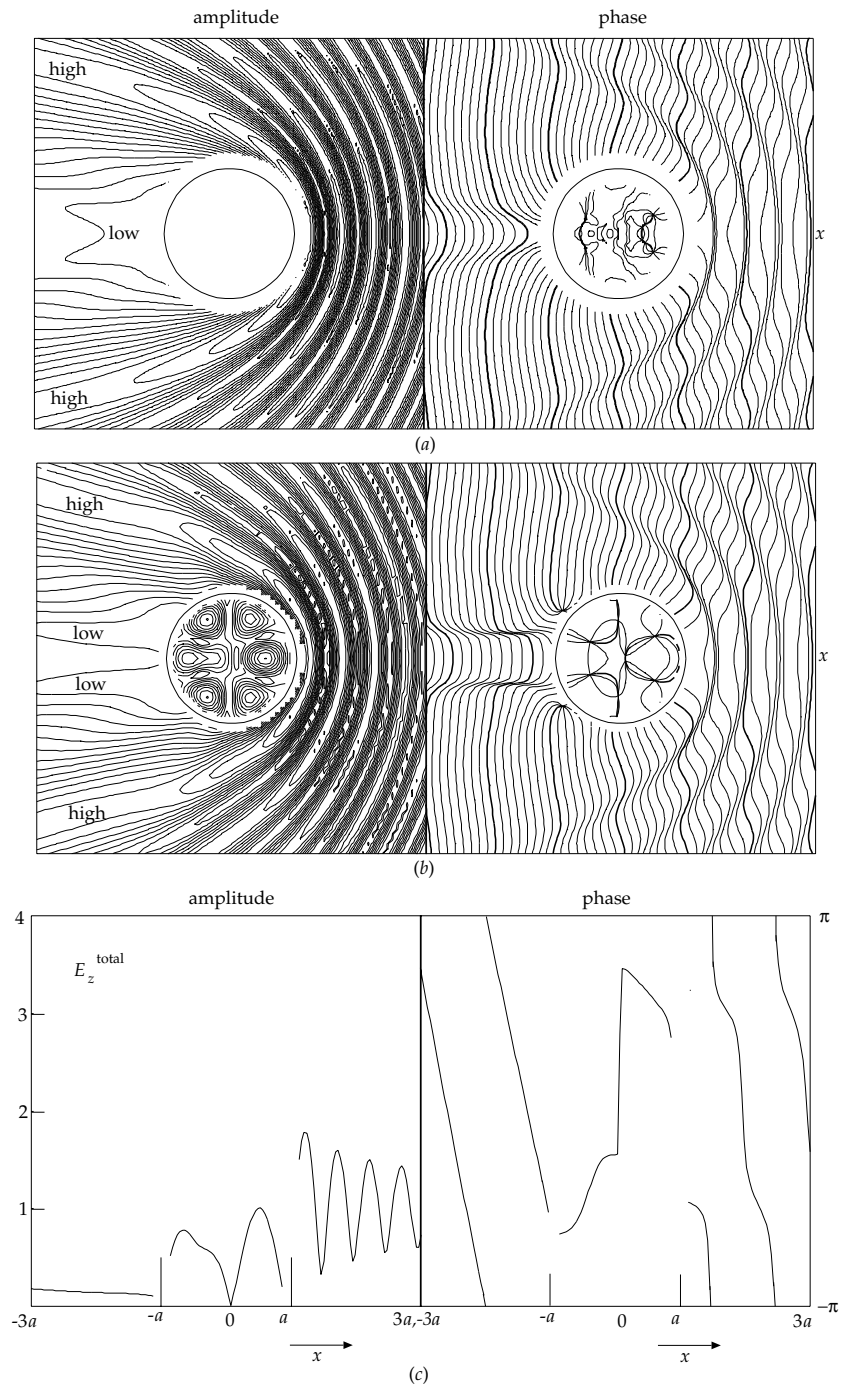 amplitude phase
high
low
x
high
(a)
high
low
x
low
high
(b)
amplitude phase
4 π
E_z^total
3
2
1
-π
-3a -a 0 a 3a,-3a -a 0 a 3a
x x
(c)